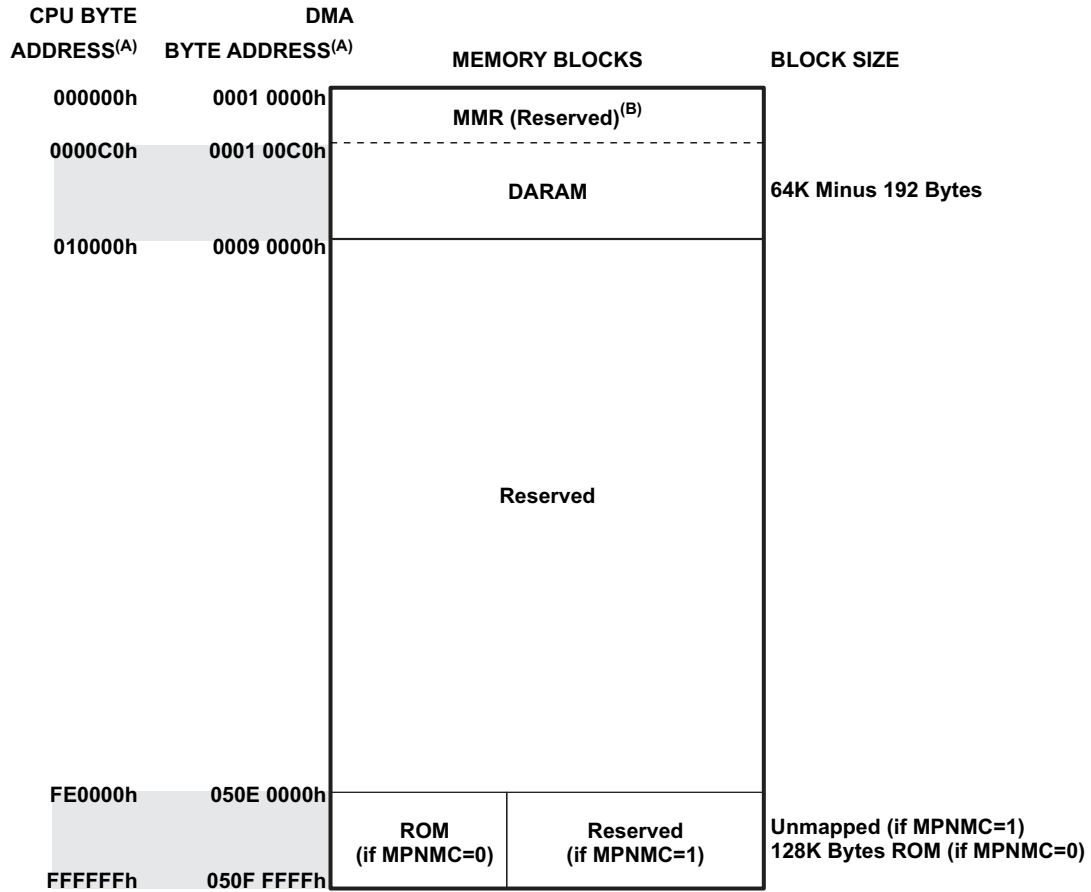 CPU BYTE ADDRESS(A)
DMA BYTE ADDRESS(A)
MEMORY BLOCKS
BLOCK SIZE
000000h 0001 0000h
MMR (Reserved)(B)
0000C0h 0001 00C0h
DARAM
64K Minus 192 Bytes
010000h 0009 0000h
Reserved
FE0000h 050E 0000h
ROM
(if MPNMC=0)
Reserved
(if MPNMC=1)
Unmapped (if MPNMC=1)
128K Bytes ROM (if MPNMC=0)
FFFFFFh 050F FFFFh